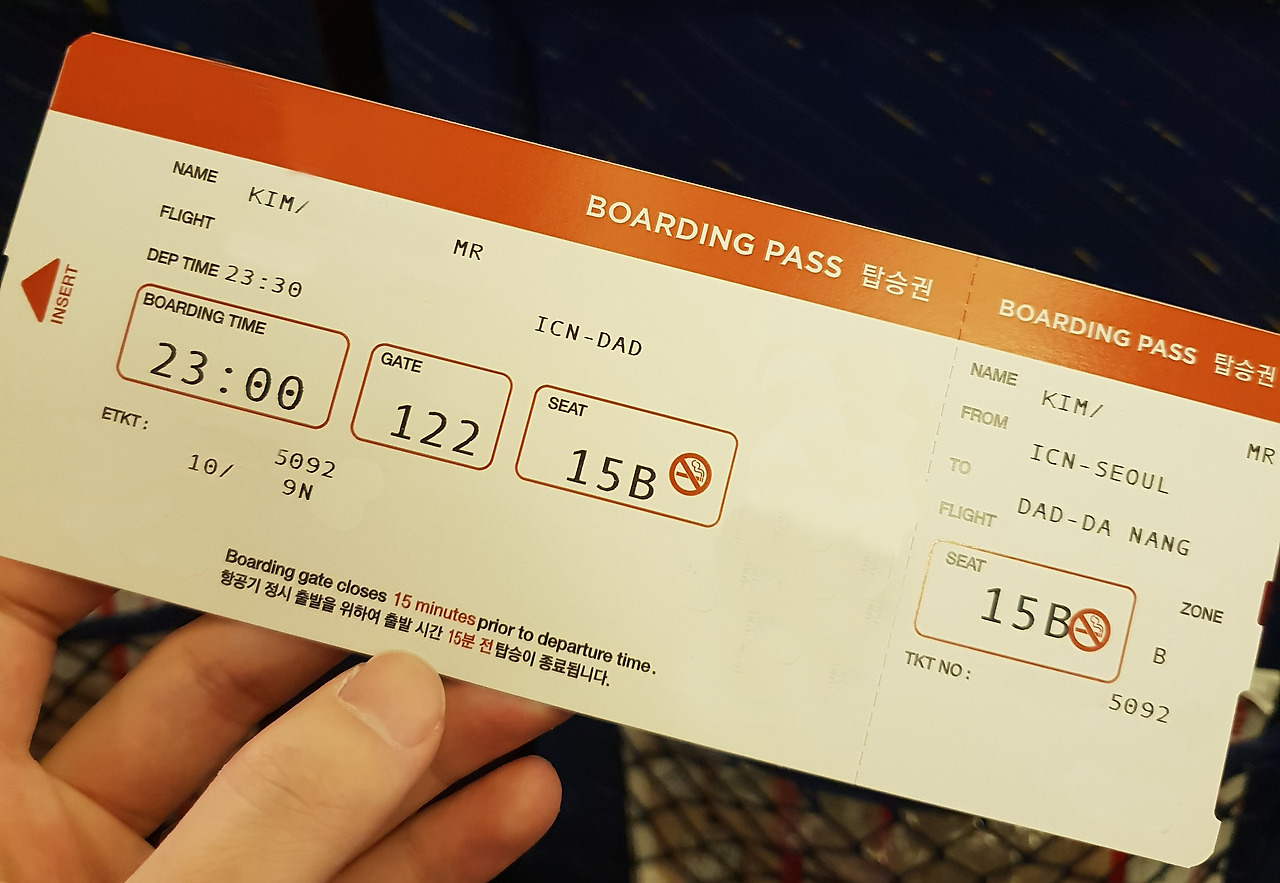 BOARDING PASS 탑승권
NAME KIM/ MR
FLIGHT
DEP TIME 23:30
ICN-DAD
BOARDING TIME 23:00
GATE 122
SEAT 15B
INSERT
ETKT:
5092
10/ 9N
Boarding gate closes 15 minutes prior to departure time.
항공기 정시 출발을 위하여 출발 시간 15분 전 탑승이 종료됩니다.
BOARDING PASS 탑승권
NAME KIM/ MR
FROM ICN-SEOUL
TO DAD-DA NANG
FLIGHT
SEAT 15B
ZONE B
TKT NO:
5092